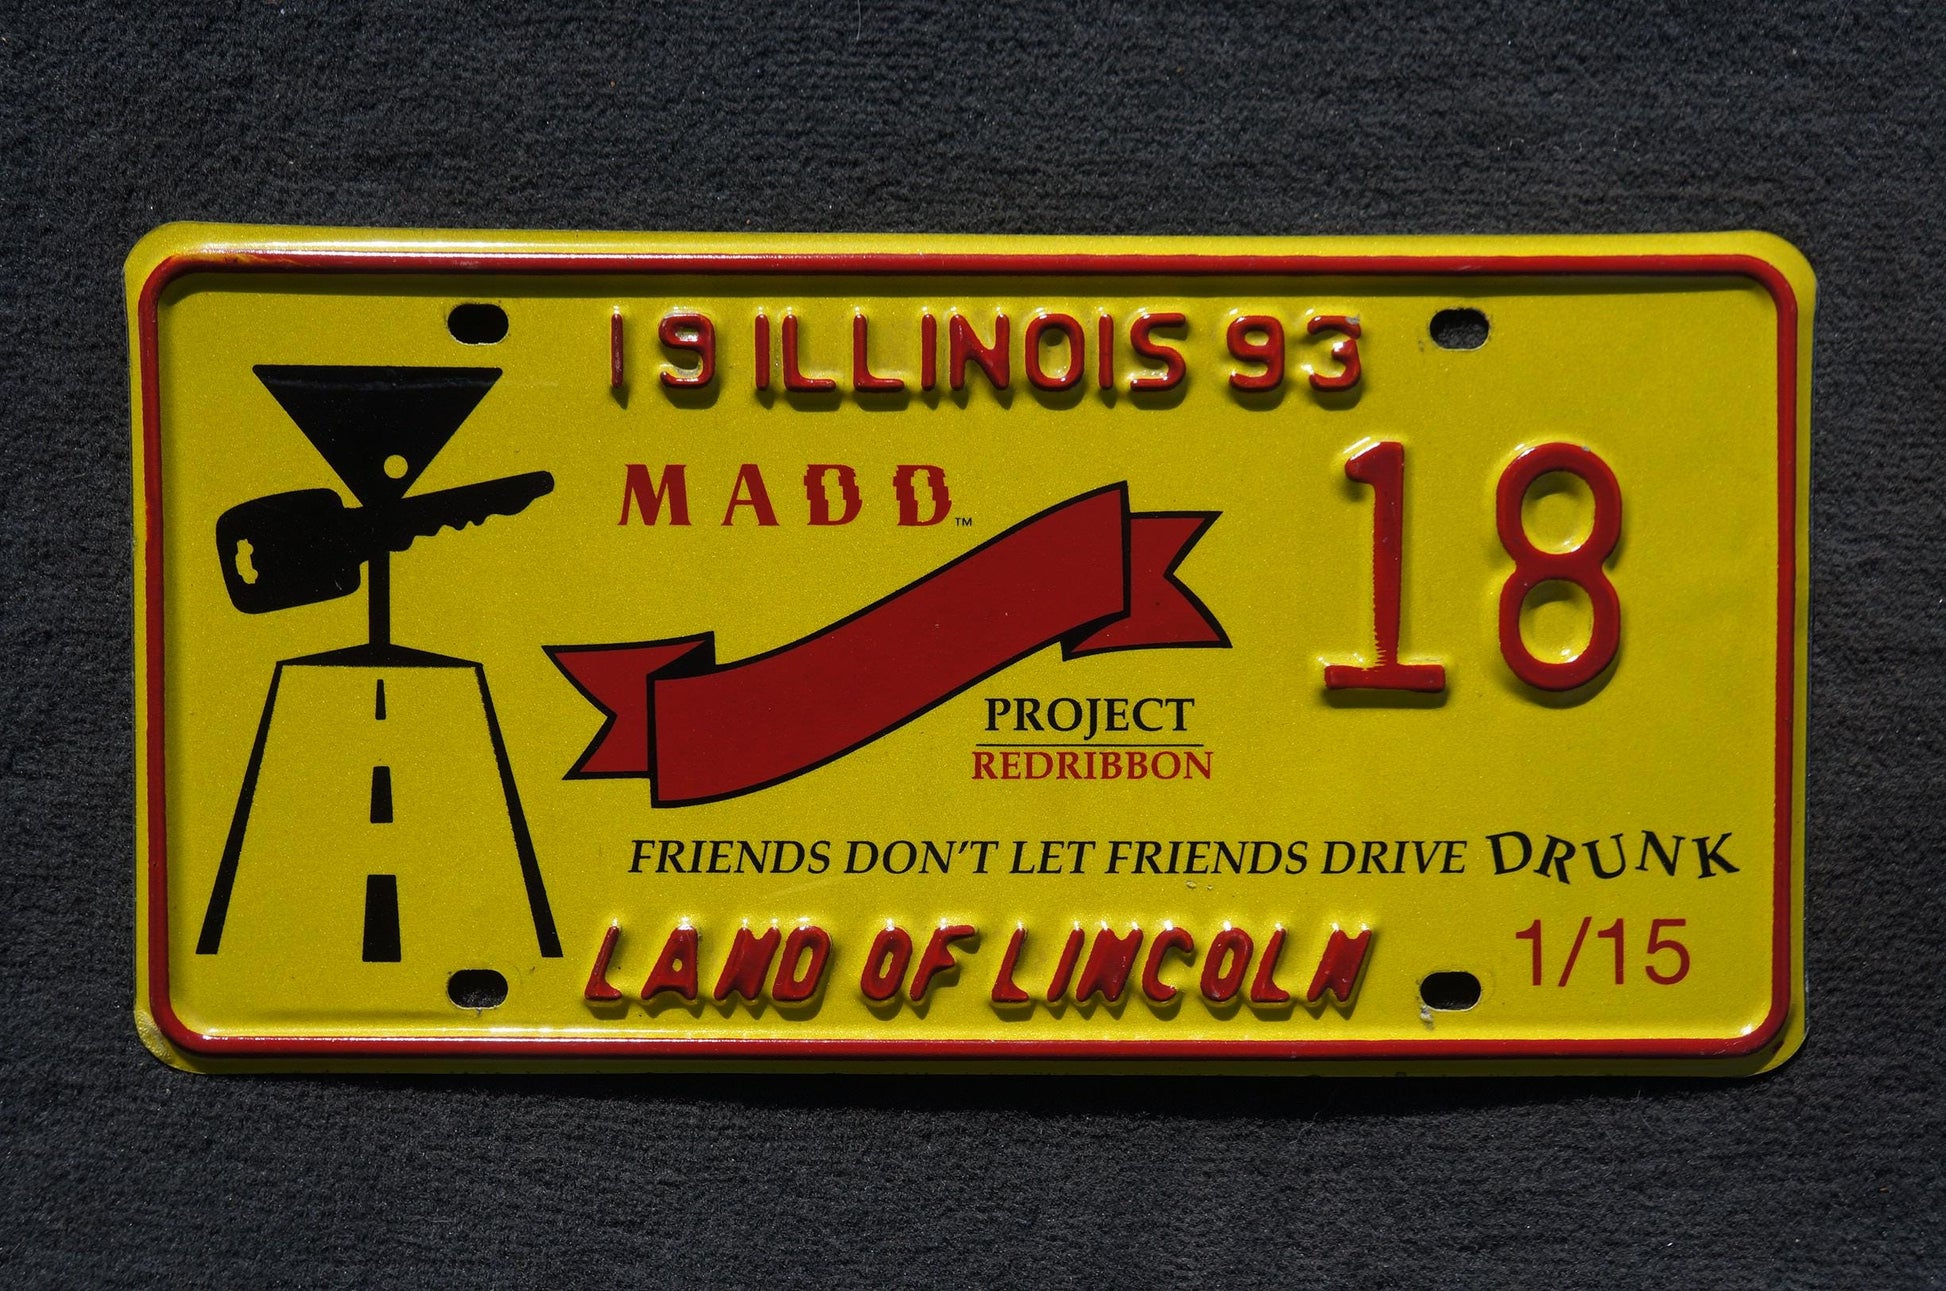 19 ILLINOIS 93
MADD™
18
PROJECT
REDRIBBON
FRIENDS DON'T LET FRIENDS DRIVE DRUNK
LAND OF LINCOLN
1/15